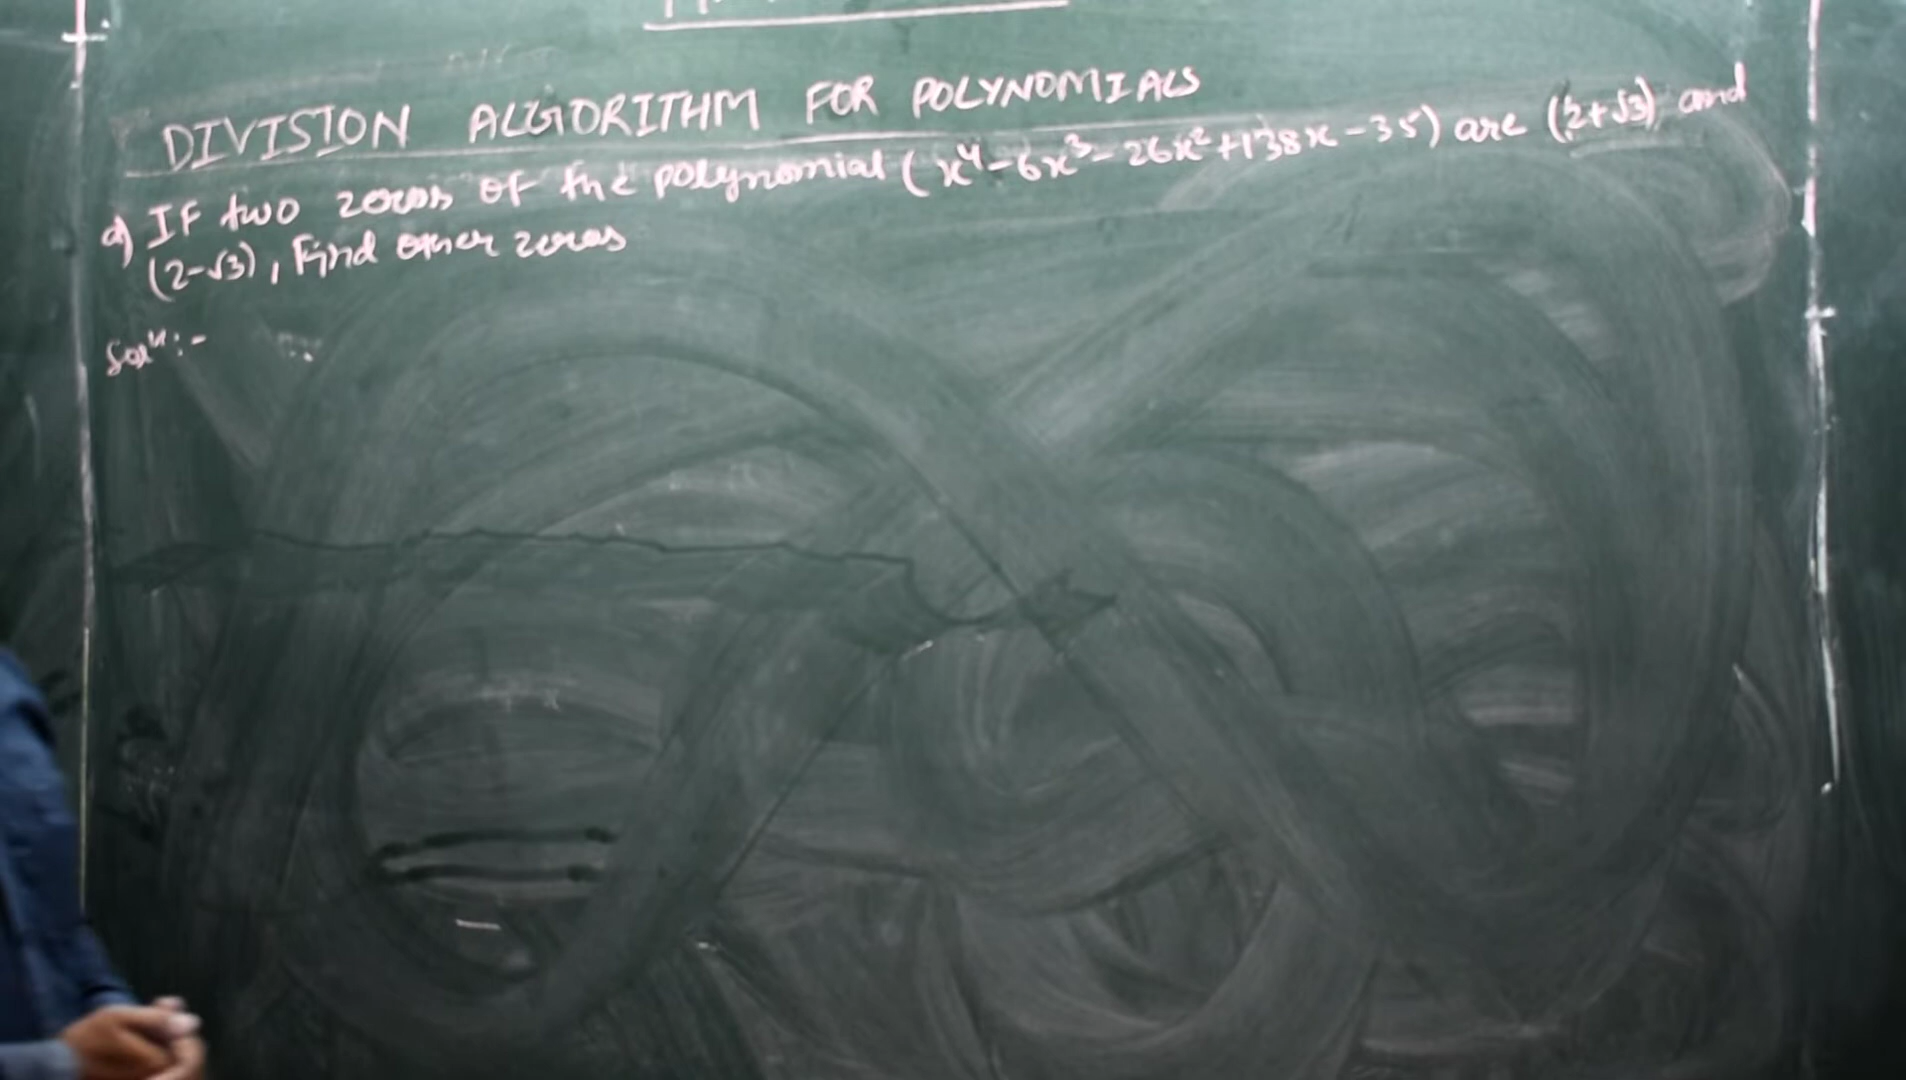 DIVISION ALGORITHM FOR POLYNOMIALS
Q) IF two zeros of the polynomial (x⁴-6x³-26x²+138x-35) are (2+√3) and
(2-√3), Find other zeros
Solⁿ:-